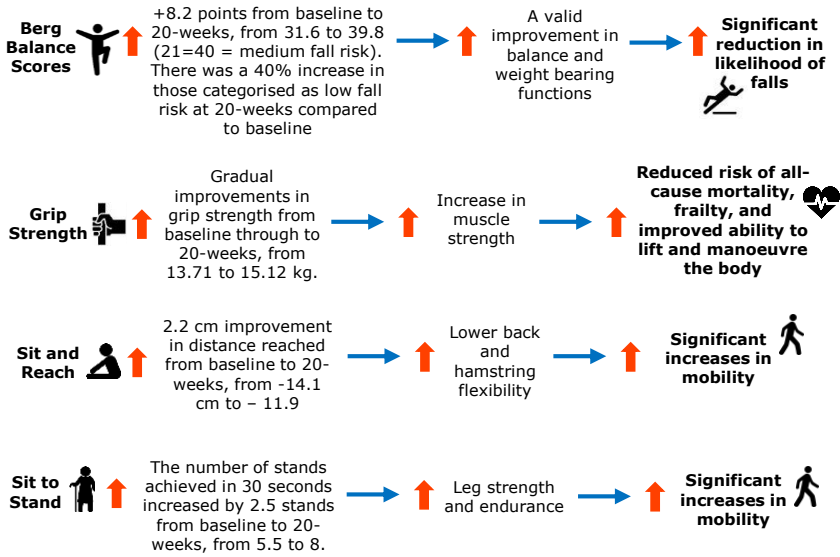 Berg
Balance
Scores
+8.2 points from baseline to
20-weeks, from 31.6 to 39.8
(21=40 = medium fall risk).
There was a 40% increase in
those categorised as low fall
risk at 20-weeks compared
to baseline
A valid
improvement in
balance and
weight bearing
functions
Significant
reduction in
likelihood of
falls
Grip
Strength
Gradual
improvements in
grip strength from
baseline through to
20-weeks, from
13.71 to 15.12 kg.
Increase in
muscle
strength
Reduced risk of all-
cause mortality,
frailty, and
improved ability to
lift and manoeuvre
the body
Sit and
Reach
2.2 cm improvement
in distance reached
from baseline to 20-
weeks, from -14.1
cm to – 11.9
Lower back
and
hamstring
flexibility
Significant
increases in
mobility
Sit to
Stand
The number of stands
achieved in 30 seconds
increased by 2.5 stands
from baseline to 20-
weeks, from 5.5 to 8.
Leg strength
and endurance
Significant
increases in
mobility